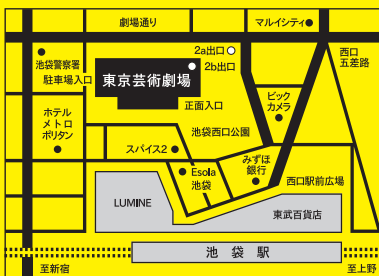 劇場通り
マルイシティ
2a出口
池袋警察署
西口
五差路
2b出口
駐車場入口
東京芸術劇場
正面入口
ビック
カメラ
ホテル
メトロ
ポリタン
池袋西口公園
スパイス2
Esola
池袋
みずほ
銀行
西口駅前広場
LUMINE
東武百貨店
池袋駅
至新宿
至上野